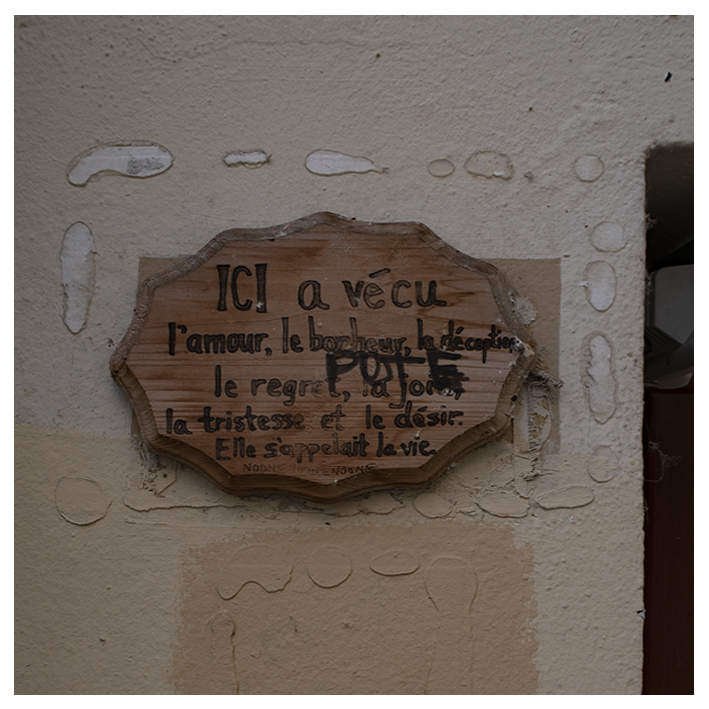 ICI a vécu
l'amour, le bonheur, la déception,
le regret, la joie,
PUTE
la tristesse et le désir.
Elle s'appelait la vie.